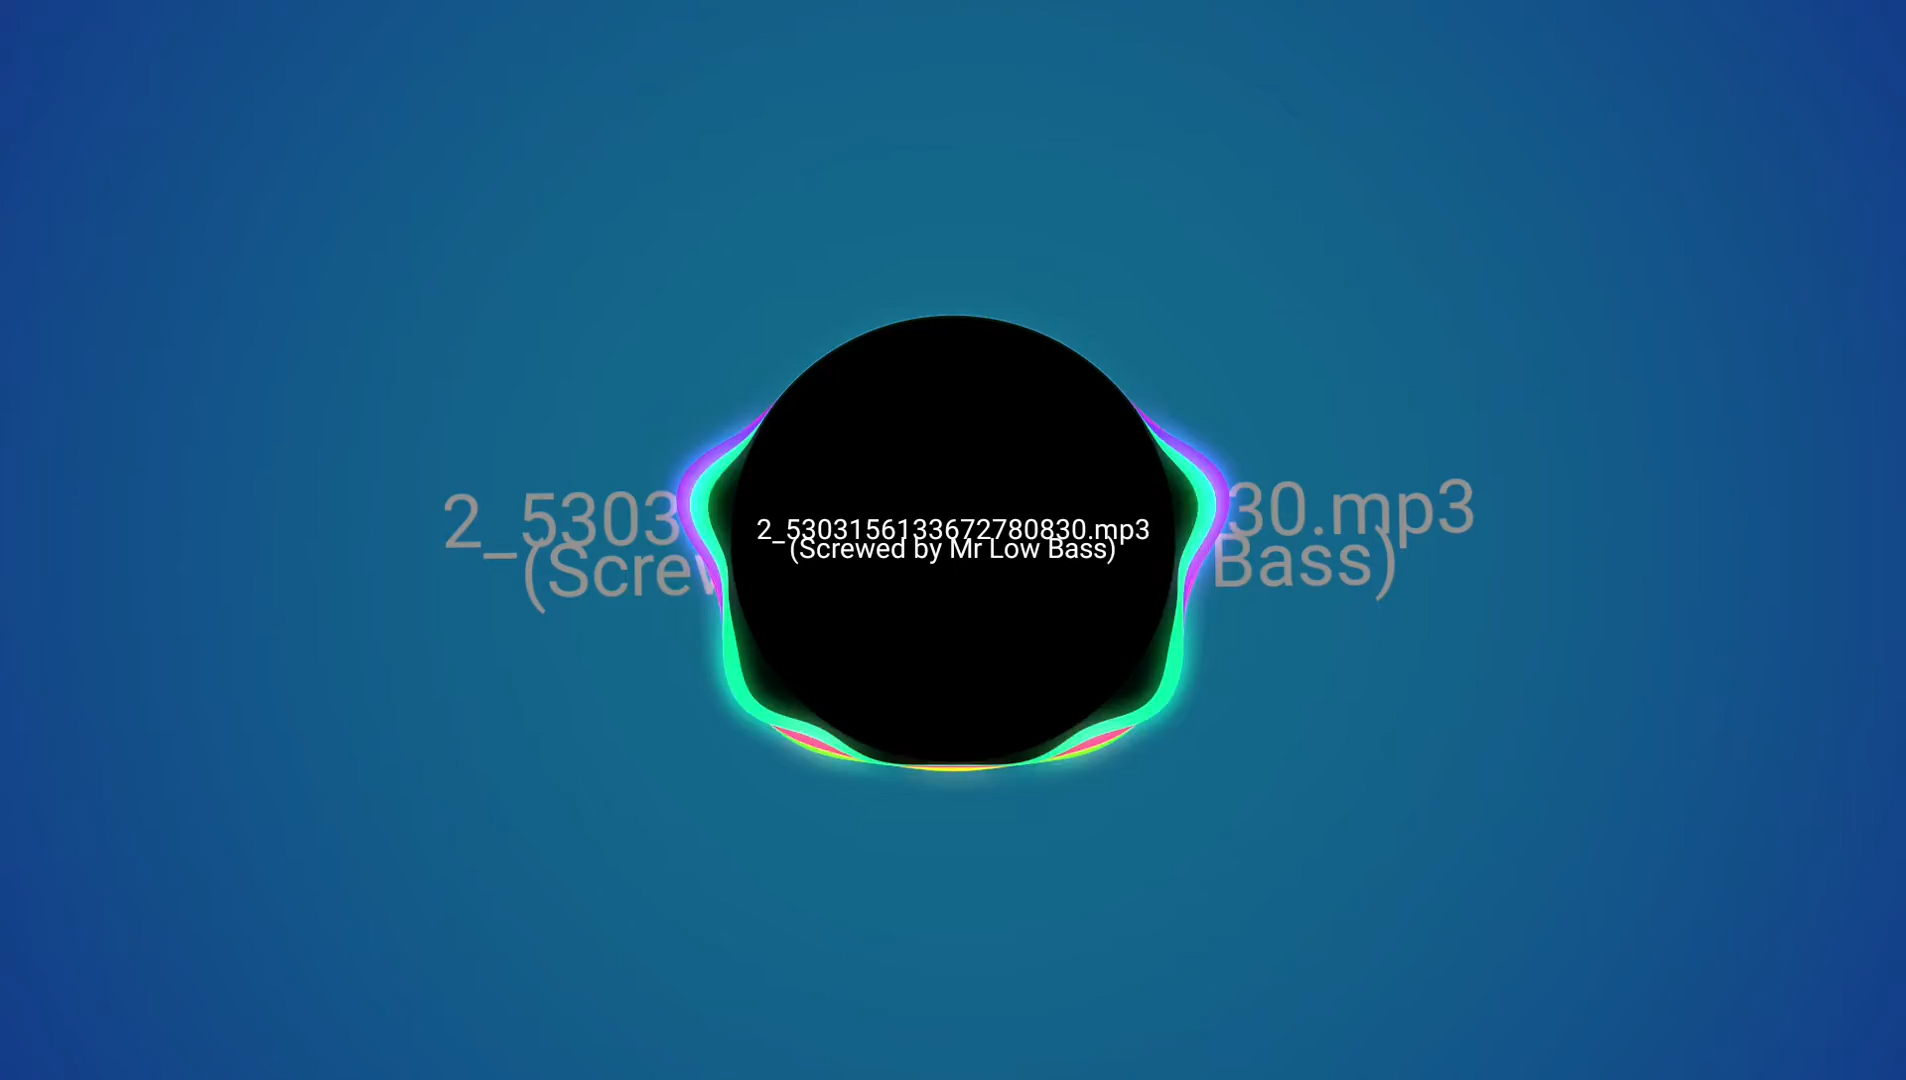 2_5303156133672780830.mp3
(Screwed by Mr Low Bass)
2_5303
30.mp3
(Screw
Bass)